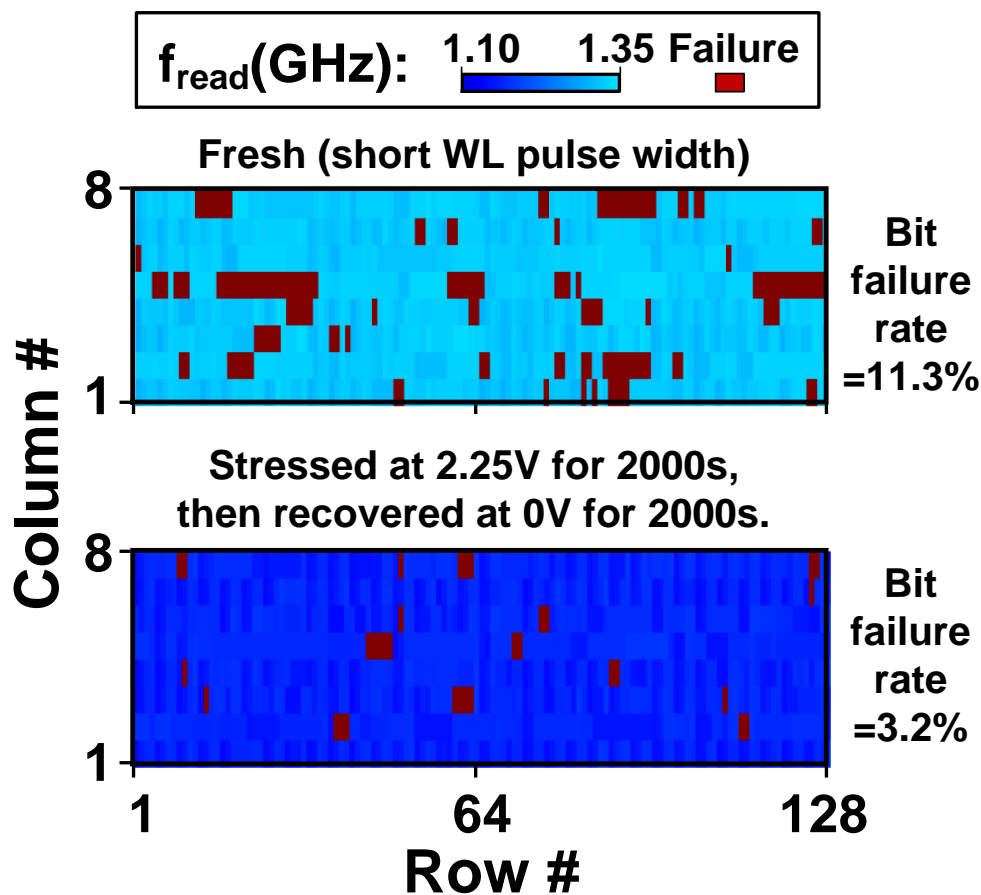 f_read(GHz): 1.10 1.35 Failure
Fresh (short WL pulse width)
8
1
Bit
failure
rate
=11.3%
Column #
Stressed at 2.25V for 2000s,
then recovered at 0V for 2000s.
8
1
Bit
failure
rate
=3.2%
1 64 128
Row #